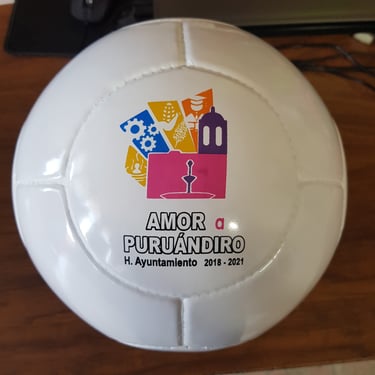 AMOR a
PURUÁNDIRO
H. Ayuntamiento 2018 - 2021